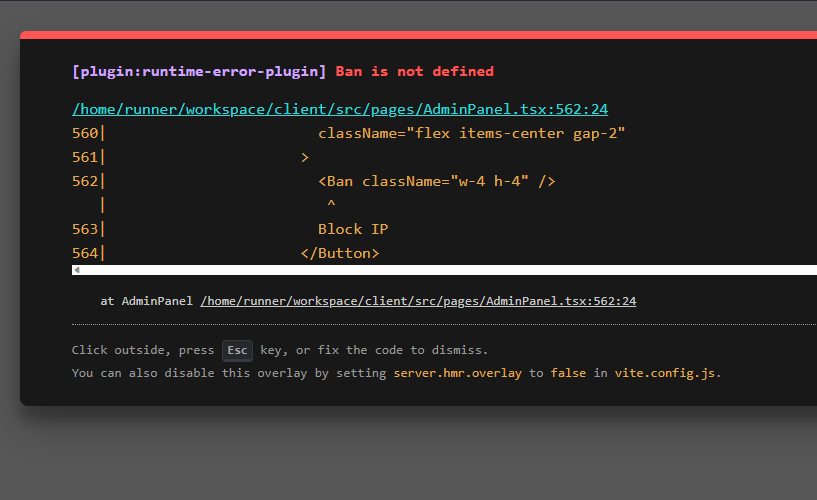 [plugin:runtime-error-plugin] Ban is not defined
/home/runner/workspace/client/src/pages/AdminPanel.tsx:562:24
560|                        className="flex items-center gap-2"
561|                      >
562|                        <Ban className="w-4 h-4" />
   |                         ^
563|                        Block IP
564|                      </Button>
at AdminPanel /home/runner/workspace/client/src/pages/AdminPanel.tsx:562:24
Click outside, press Esc key, or fix the code to dismiss.
You can also disable this overlay by setting server.hmr.overlay to false in vite.config.js.